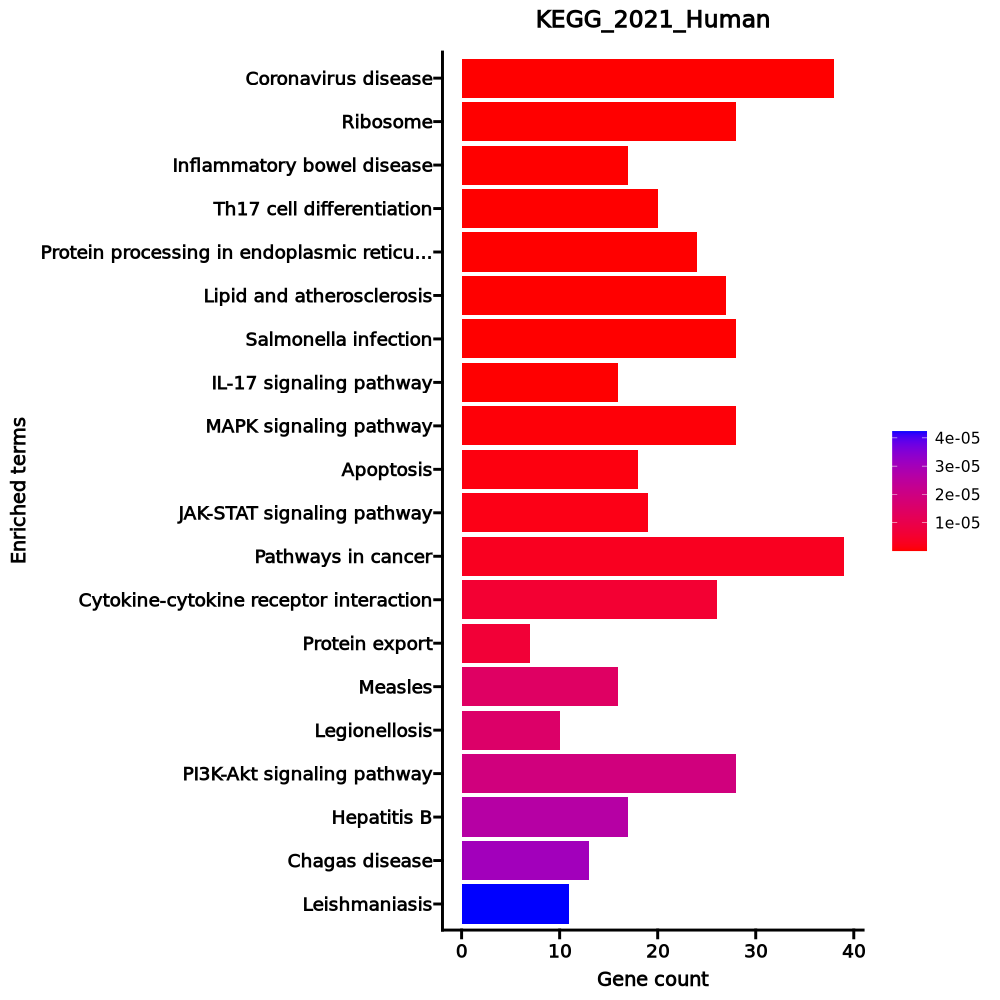 KEGG_2021_Human
Coronavirus disease
Ribosome
Inflammatory bowel disease
Th17 cell differentiation
Protein processing in endoplasmic reticu...
Lipid and atherosclerosis
Salmonella infection
IL-17 signaling pathway
MAPK signaling pathway
Apoptosis
JAK-STAT signaling pathway
Pathways in cancer
Cytokine-cytokine receptor interaction
Protein export
Measles
Legionellosis
PI3K-Akt signaling pathway
Hepatitis B
Chagas disease
Leishmaniasis
Enriched terms
0 10 20 30 40
Gene count
4e-05
3e-05
2e-05
1e-05